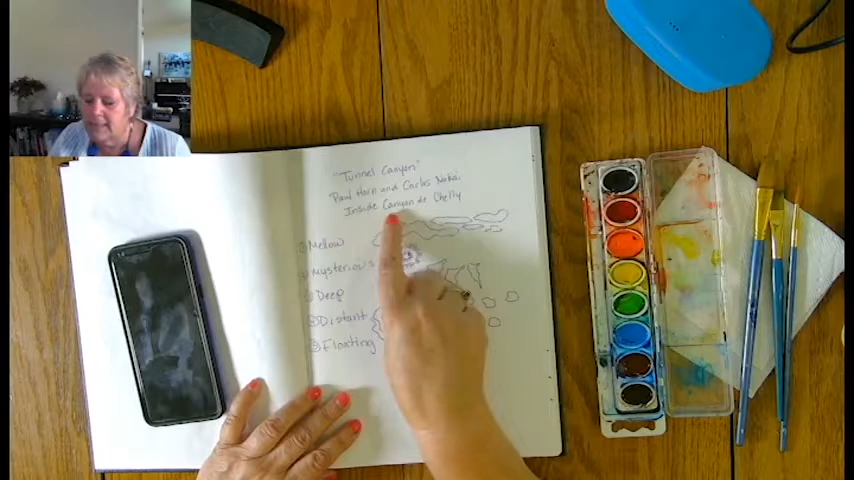 "Tunnel Canyon"
Paul Horn and Carlos Nakai
Inside Canyon de Chelly
Mellow
Mysterious
Deep
Distant
Floating